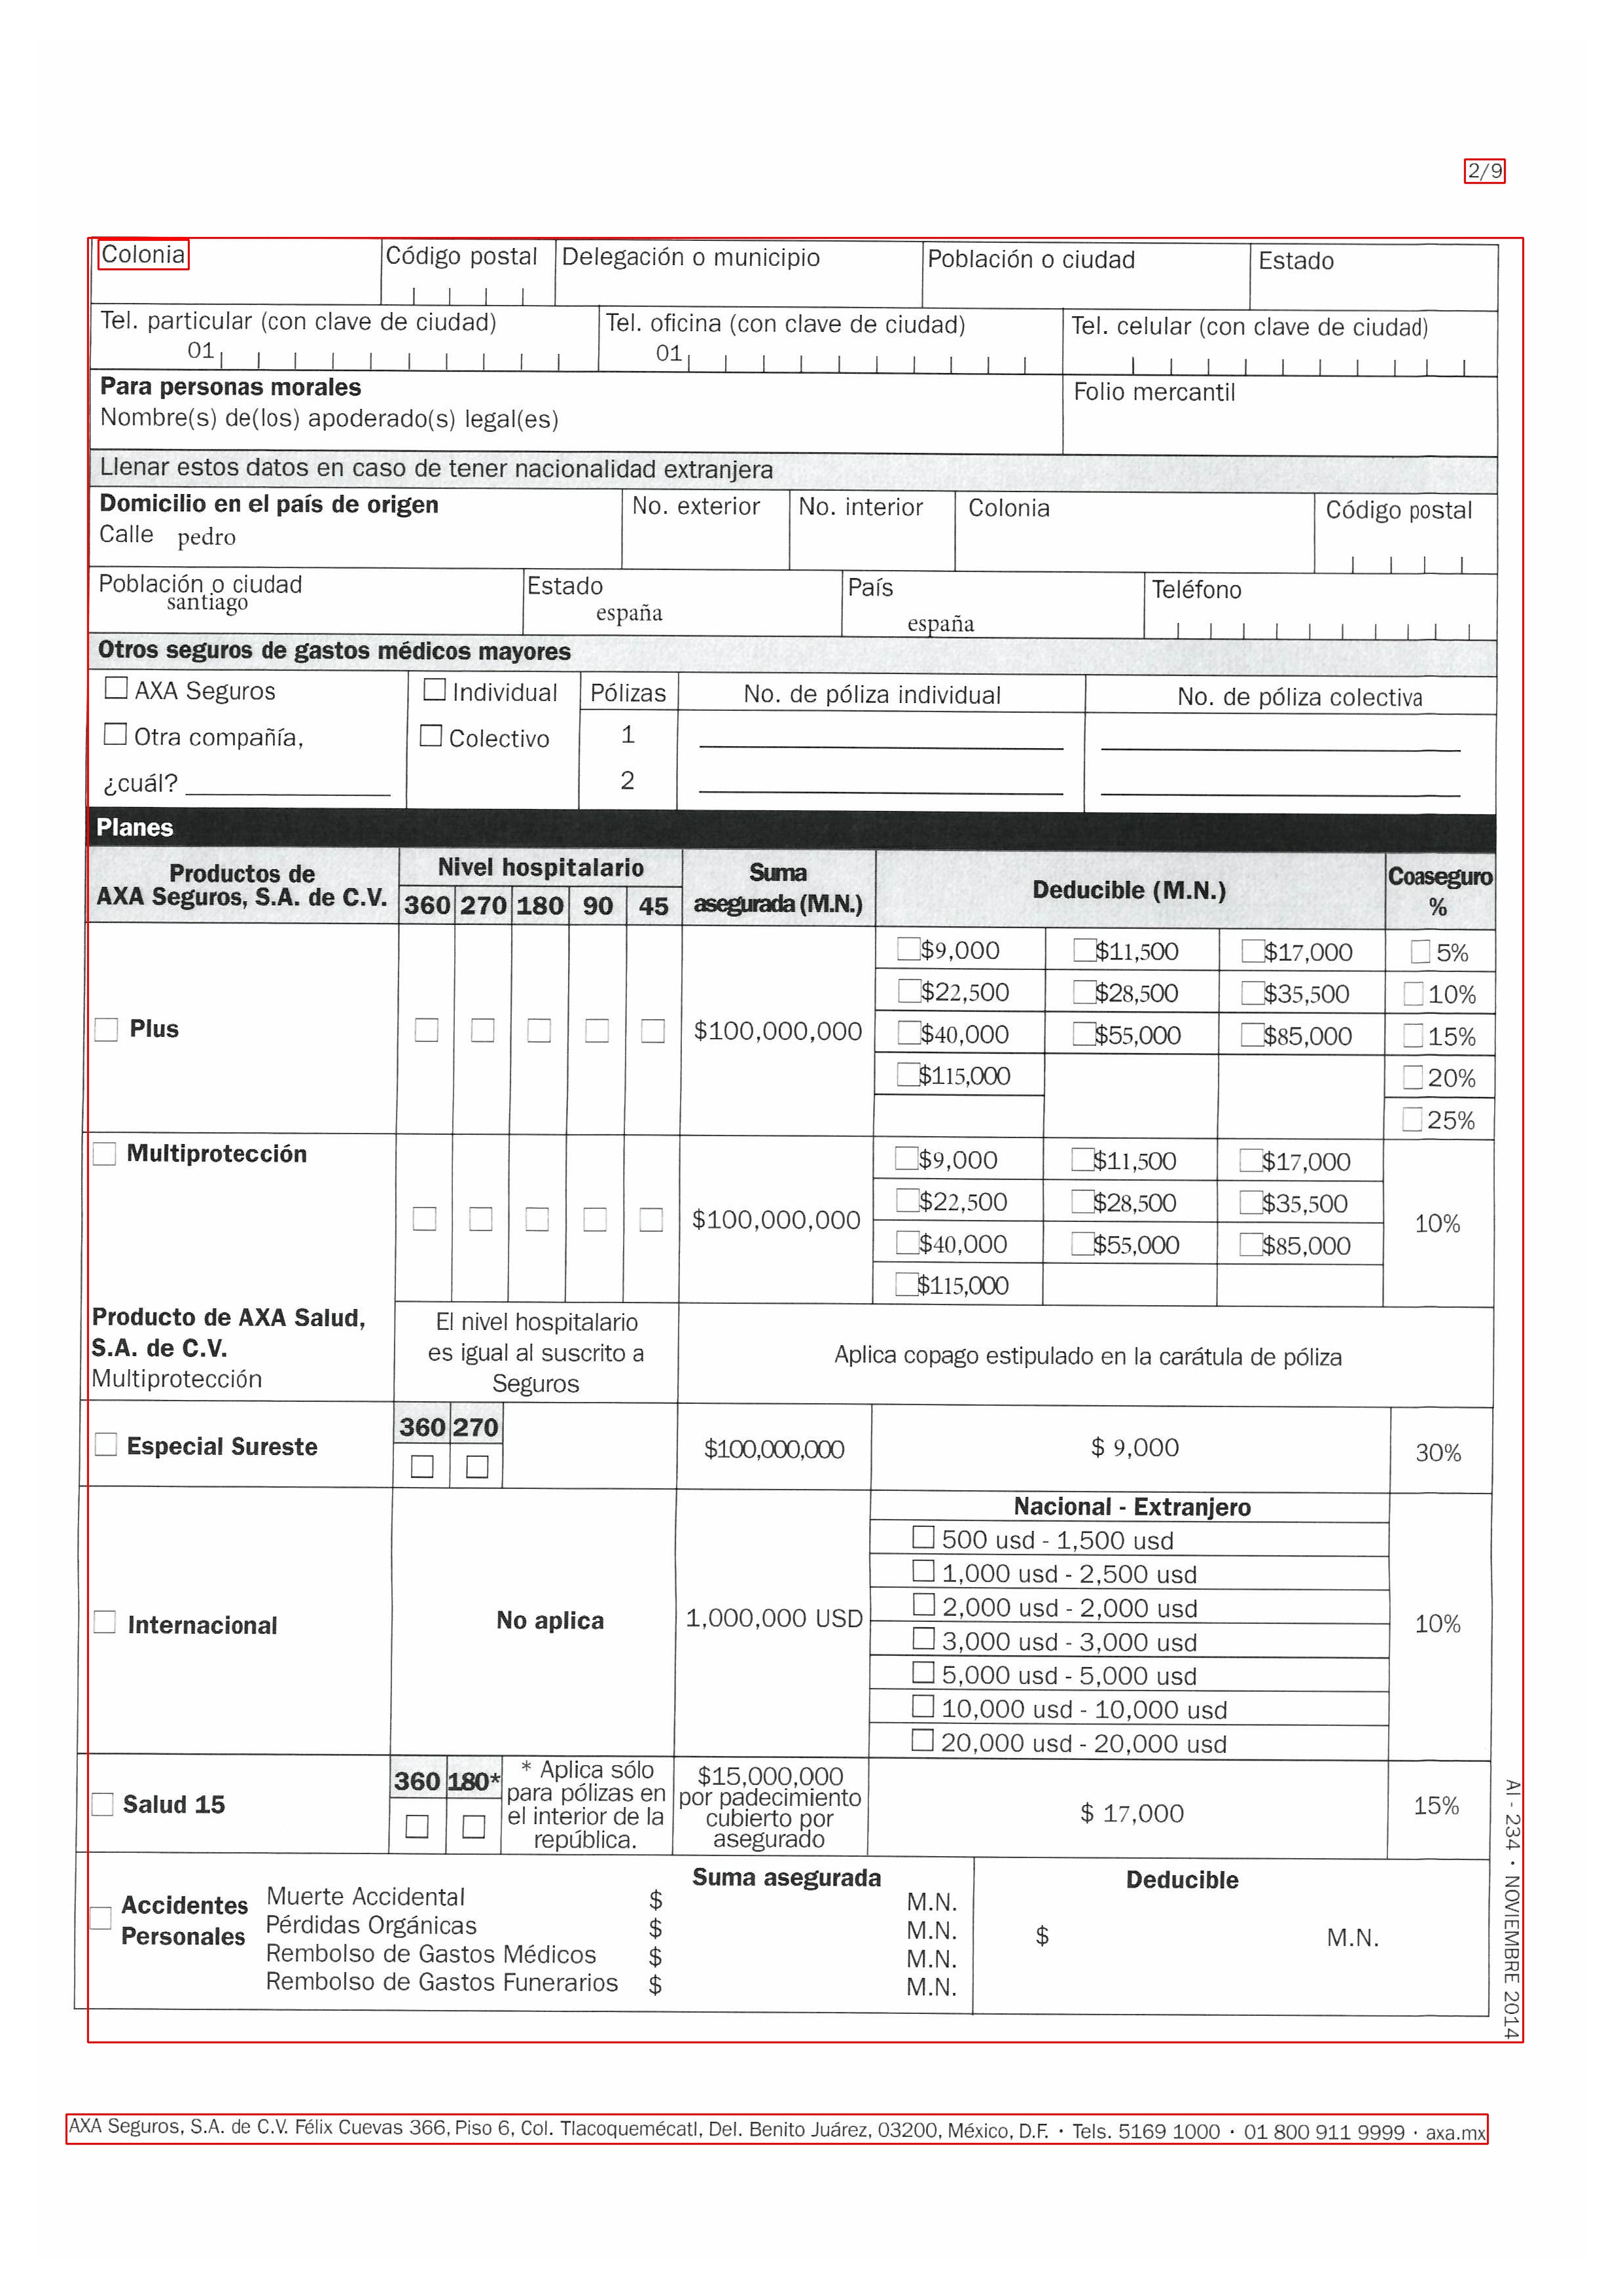 2/9
Colonia Código postal Delegación o municipio Población o ciudad Estado
Tel. particular (con clave de ciudad) Tel. oficina (con clave de ciudad) Tel. celular (con clave de ciudad)
01 01
Para personas morales Folio mercantil
Nombre(s) de(los) apoderado(s) legal(es)
Llenar estos datos en caso de tener nacionalidad extranjera
Domicilio en el país de origen No. exterior No. interior Colonia Código postal
Calle pedro
Población o ciudad Estado País Teléfono
santiago españa españa
Otros seguros de gastos médicos mayores
☐ AXA Seguros ☐ Individual Pólizas No. de póliza individual No. de póliza colectiva
☐ Otra compañía, ☐ Colectivo 1
¿cuál? 2
Planes
Productos de AXA Seguros, S.A. de C.V. Nivel hospitalario Suma asegurada (M.N.) Deducible (M.N.) Coaseguro %
360 270 180 90 45
☐ $9,000 ☐ $11,500 ☐ $17,000 ☐ 5%
☐ $22,500 ☐ $28,500 ☐ $35,500 ☐ 10%
☐ Plus ☐ ☐ ☐ ☐ ☐ $100,000,000 ☐ $40,000 ☐ $55,000 ☐ $85,000 ☐ 15%
☐ $115,000 ☐ 20%
☐ 25%
☐ Multiprotección ☐ $9,000 ☐ $11,500 ☐ $17,000
☐ $22,500 ☐ $28,500 ☐ $35,500
☐ ☐ ☐ ☐ ☐ $100,000,000 10%
☐ $40,000 ☐ $55,000 ☐ $85,000
☐ $115,000
Producto de AXA Salud, El nivel hospitalario
S.A. de C.V. es igual al suscrito a Aplica copago estipulado en la carátula de póliza
Multiprotección Seguros
360 270
☐ Especial Sureste ☐ ☐ $100,000,000 $ 9,000 30%
Nacional - Extranjero
☐ 500 usd - 1,500 usd
☐ 1,000 usd - 2,500 usd
☐ 2,000 usd - 2,000 usd
☐ Internacional No aplica 1,000,000 USD 10%
☐ 3,000 usd - 3,000 usd
☐ 5,000 usd - 5,000 usd
☐ 10,000 usd - 10,000 usd
☐ 20,000 usd - 20,000 usd
360 180* * Aplica sólo para pólizas en el interior de la república. $15,000,000 por padecimiento cubierto por asegurado
☐ Salud 15 ☐ ☐ $ 17,000 15%
Suma asegurada Deducible
☐ Accidentes Personales
Muerte Accidental $ M.N.
Pérdidas Orgánicas $ M.N. $ M.N.
Rembolso de Gastos Médicos $ M.N.
Rembolso de Gastos Funerarios $ M.N.
AI - 234 • NOVIEMBRE 2014
AXA Seguros, S.A. de C.V. Félix Cuevas 366, Piso 6, Col. Tlacoquemécatl, Del. Benito Juárez, 03200, México, D.F. • Tels. 5169 1000 • 01 800 911 9999 • axa.mx